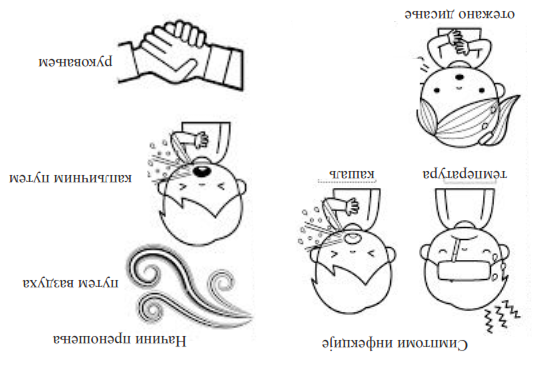 Симптоми инфекције
температура
кашаљ
отежано дисање
Начини преношења
путем ваздуха
капљичним путем
руковањем